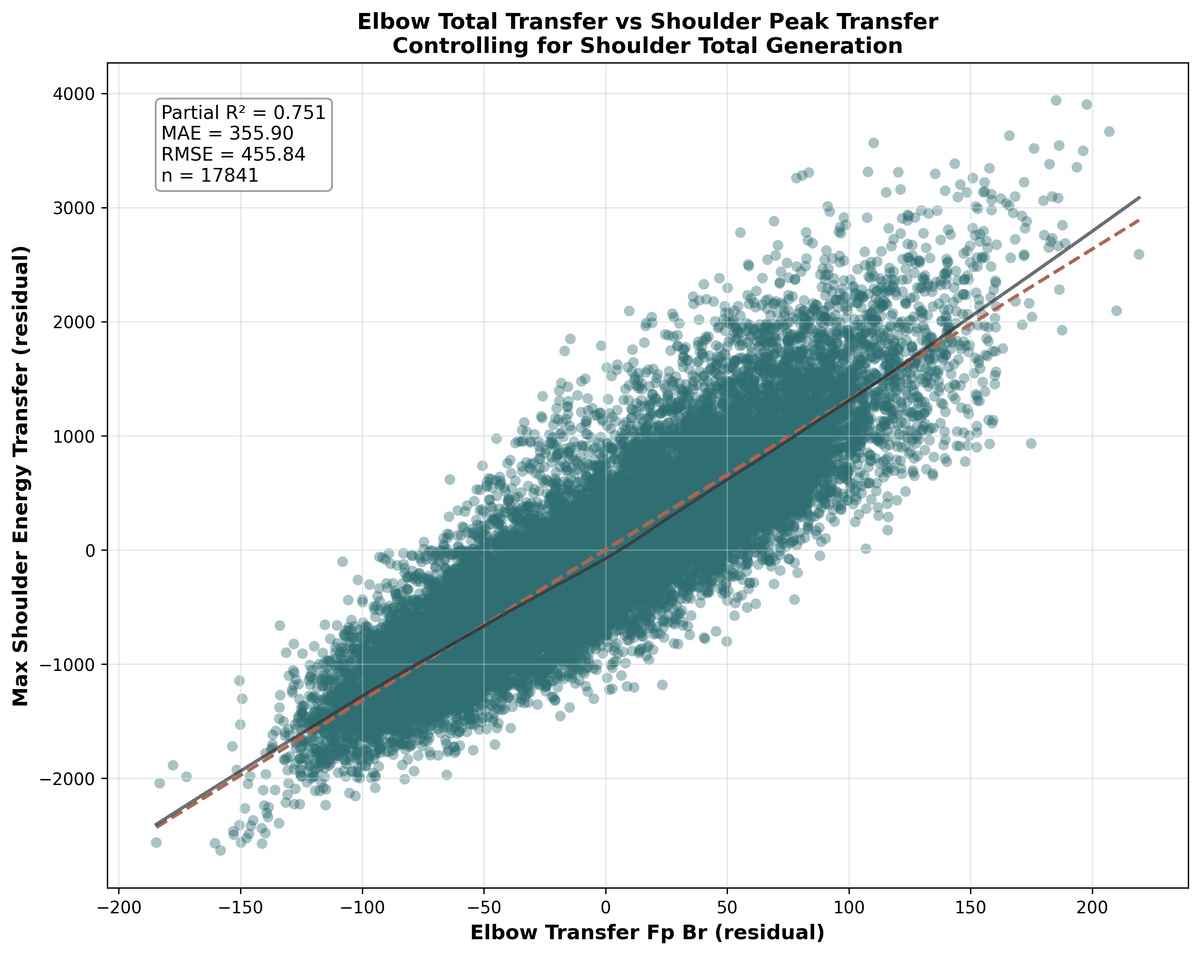 Elbow Total Transfer vs Shoulder Peak Transfer
Controlling for Shoulder Total Generation
Partial R² = 0.751
MAE = 355.90
RMSE = 455.84
n = 17841
Max Shoulder Energy Transfer (residual)
4000
3000
2000
1000
0
−1000
−2000
−200
−150
−100
−50
0
50
100
150
200
Elbow Transfer Fp Br (residual)